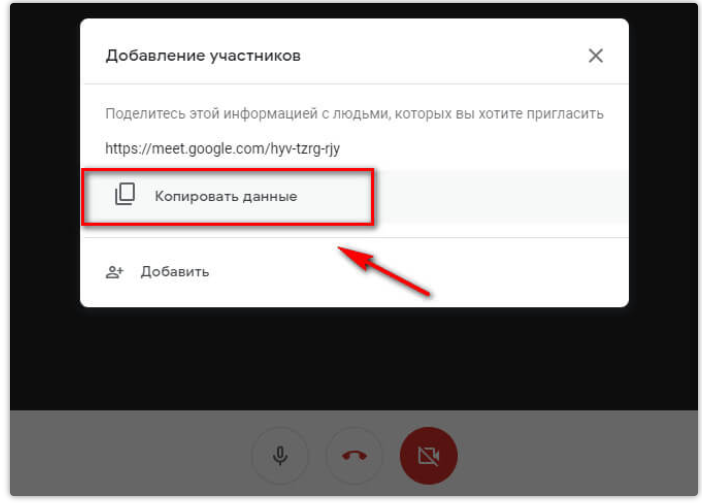 Добавление участников
Поделитесь этой информацией с людьми, которых вы хотите пригласить
https://meet.google.com/hyv-tzrg-rjy
Копировать данные
Добавить